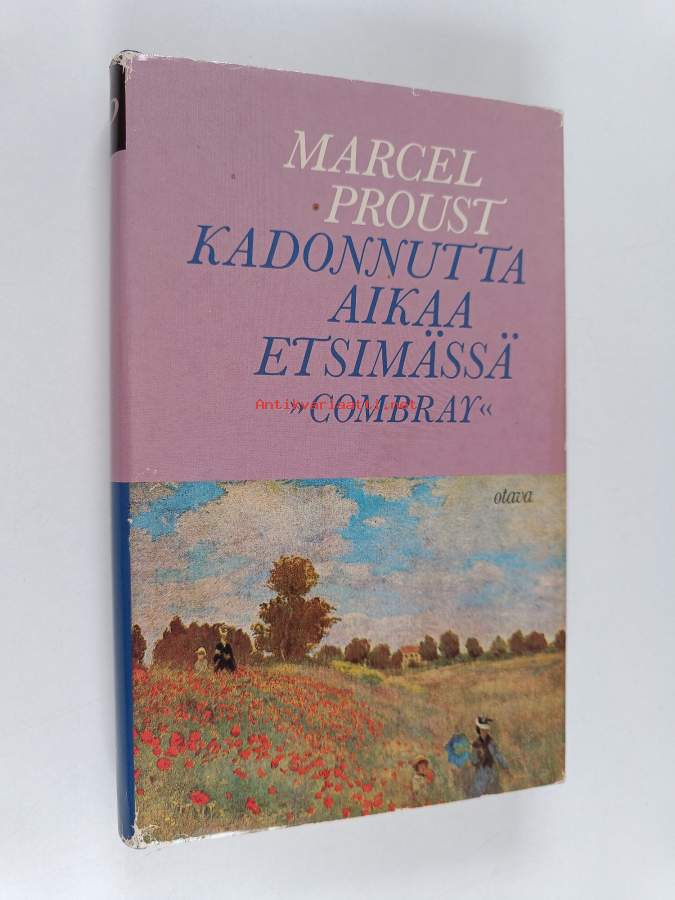 MARCEL
PROUST
KADONNUTTA
AIKAA
ETSIMÄSSÄ
»COMBRAY«
Antikvariaatti.net
otava